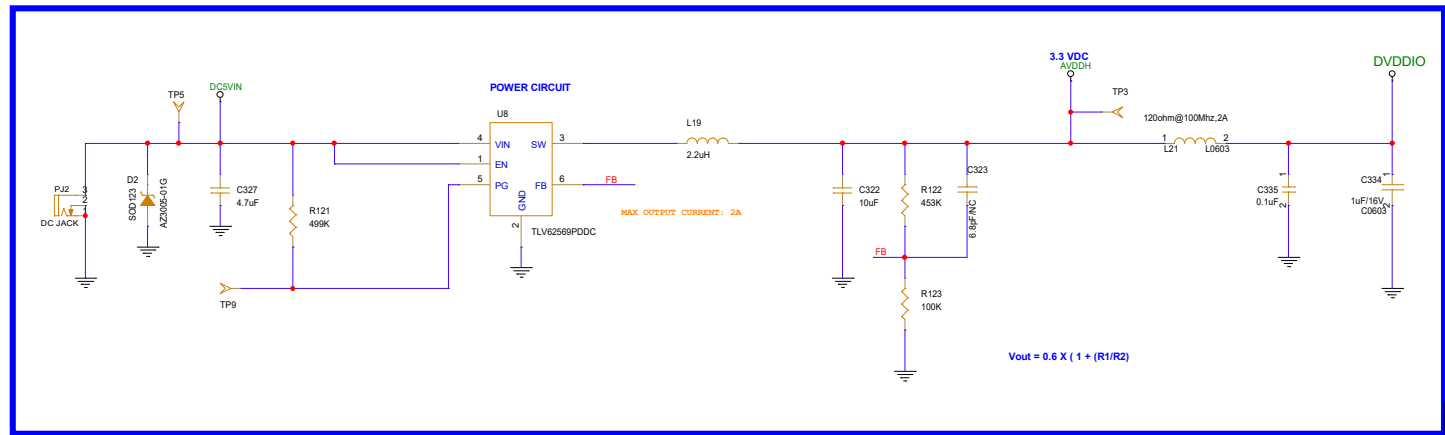 3.3 VDC
AVDDH
DVDDIO
DC5VIN
TP5
POWER CIRCUIT
TP3
U8
120ohm@100Mhz,2A
L19
2.2uH
4
VIN
SW
3
1
EN
5
PG
FB
6
FB
GND
2
TLV62569PDDC
MAX OUTPUT CURRENT: 2A
1
2
L21
L0603
PJ2
3
2
1
DC JACK
D2
SOD123
AZ3005-01G
C327
4.7uF
R121
499K
TP9
C322
10uF
R122
453K
C323
6.8pF/NC
FB
R123
100K
C335
0.1uF
1
2
C334
1uF/16V
C0603
1
2
Vout = 0.6 X ( 1 + (R1/R2)